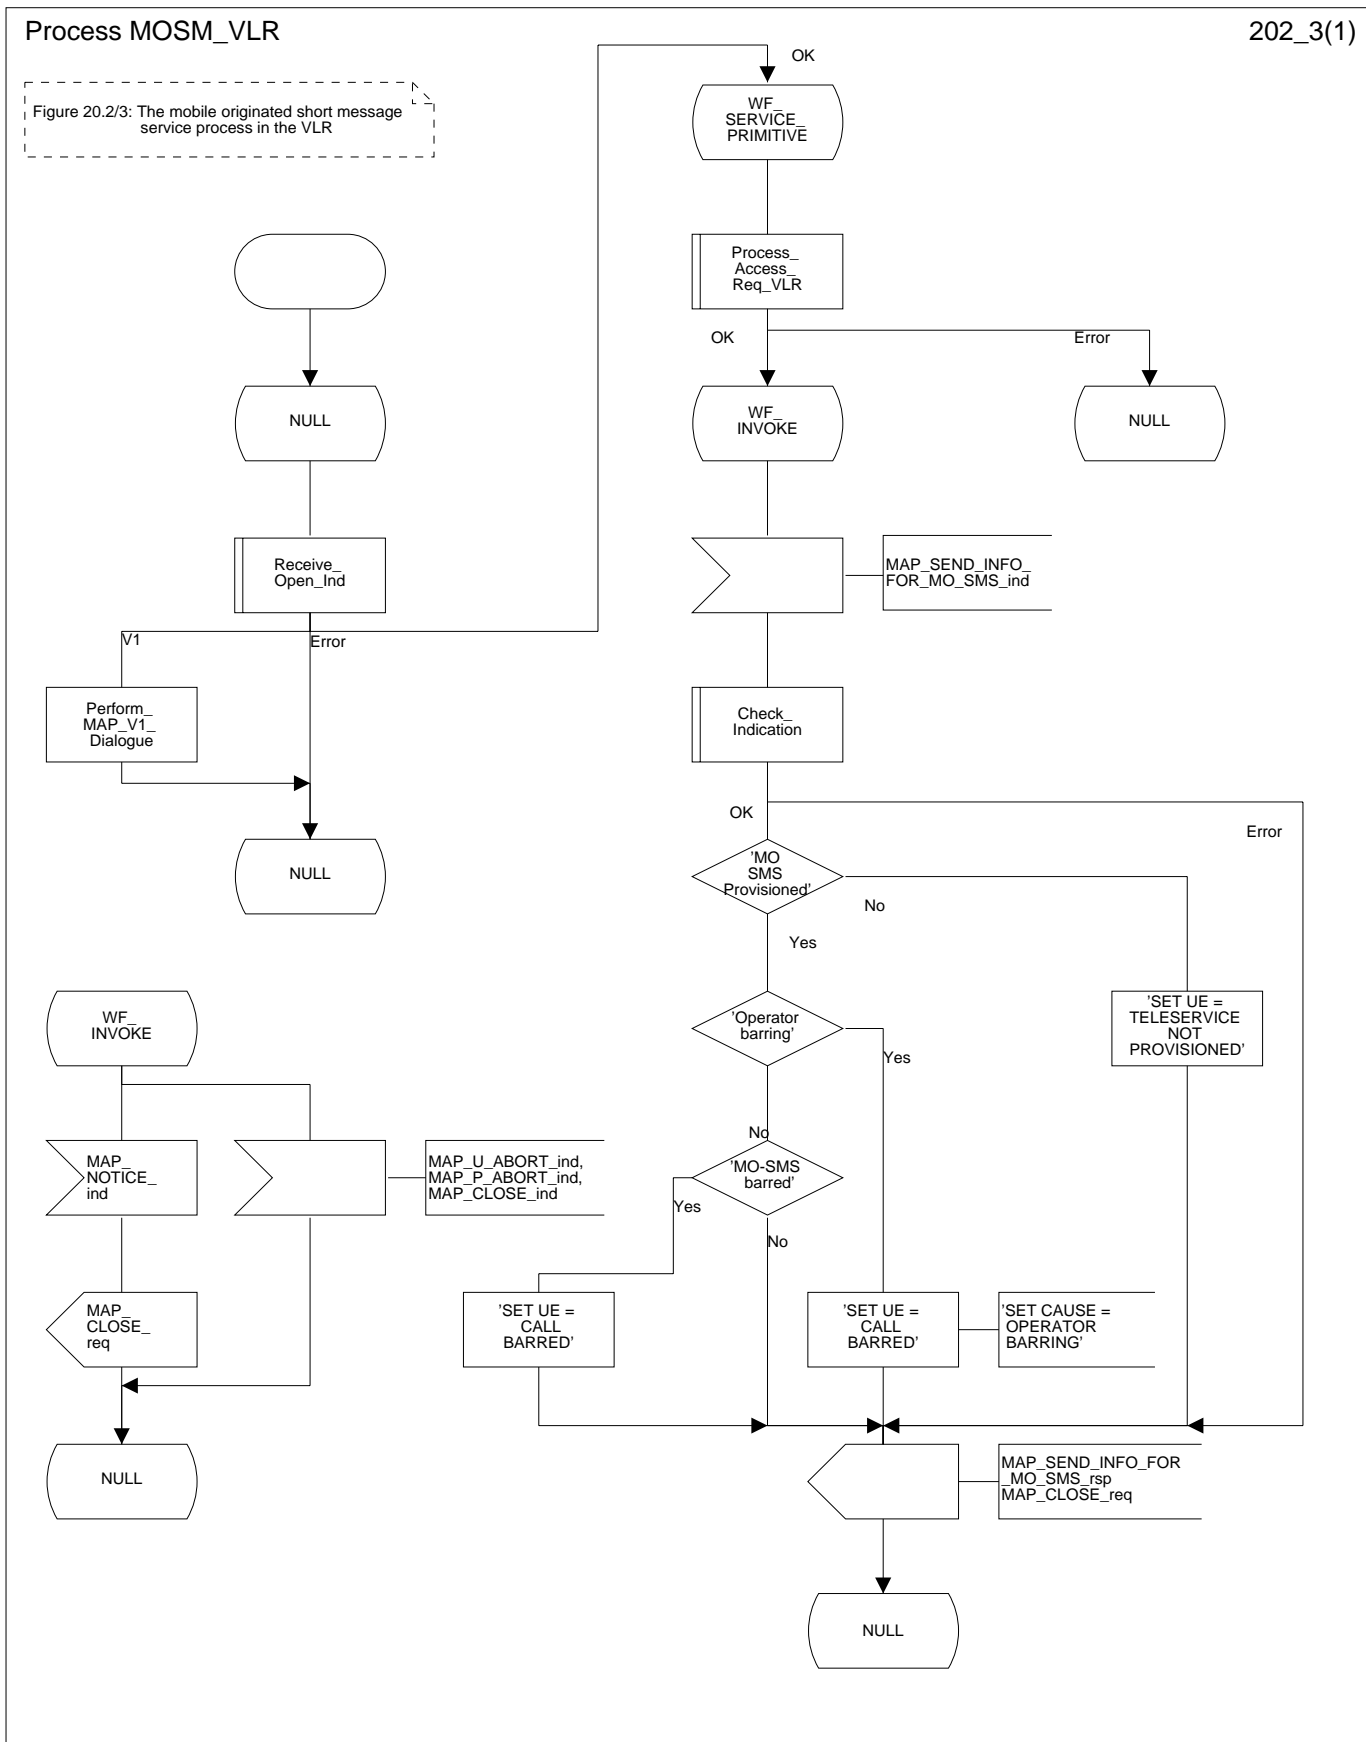 Process MOSM_VLR
202_3(1)
Figure 20.2/3: The mobile originated short message
service process in the VLR
OK
WF_
SERVICE_
PRIMITIVE
Process_
Access_
Req_VLR
OK
Error
NULL
WF_
INVOKE
NULL
Receive_
Open_Ind
MAP_SEND_INFO_
FOR_MO_SMS_ind
V1
Error
Perform_
MAP_V1_
Dialogue
Check_
Indication
OK
Error
NULL
'MO
SMS
Provisioned'
No
Yes
WF_
INVOKE
'Operator
barring'
Yes
'SET UE =
TELESERVICE
NOT
PROVISIONED'
No
MAP_
NOTICE_
ind
MAP_U_ABORT_ind,
MAP_P_ABORT_ind,
MAP_CLOSE_ind
'MO-SMS
barred'
Yes
No
MAP_
CLOSE_
req
'SET UE =
CALL
BARRED'
'SET UE =
CALL
BARRED'
'SET CAUSE =
OPERATOR
BARRING'
NULL
MAP_SEND_INFO_FOR
_MO_SMS_rsp
MAP_CLOSE_req
NULL